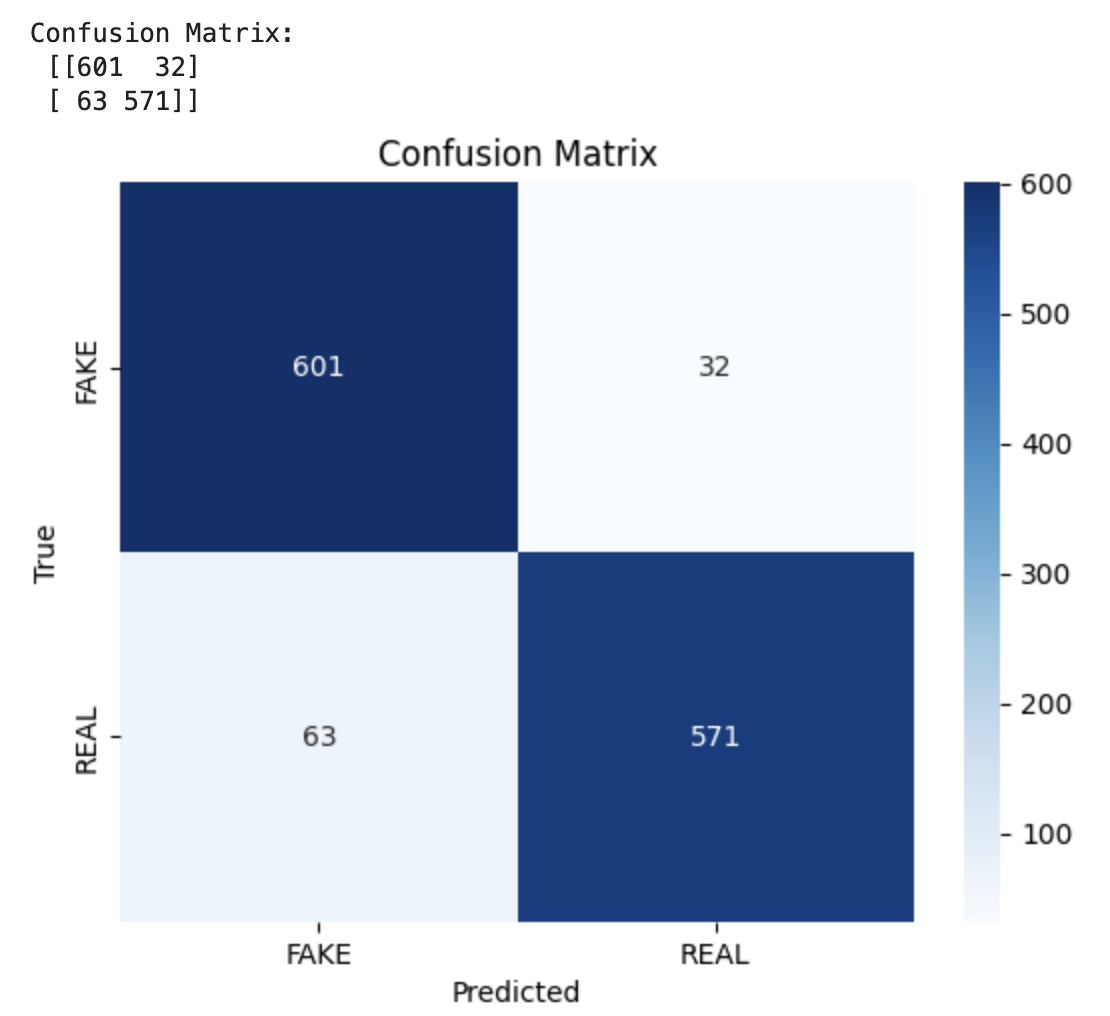 Confusion Matrix:
[[601  32]
[ 63 571]]
Confusion Matrix
600
FAKE
601
32
500
400
True
300
REAL
63
571
200
100
FAKE
REAL
Predicted